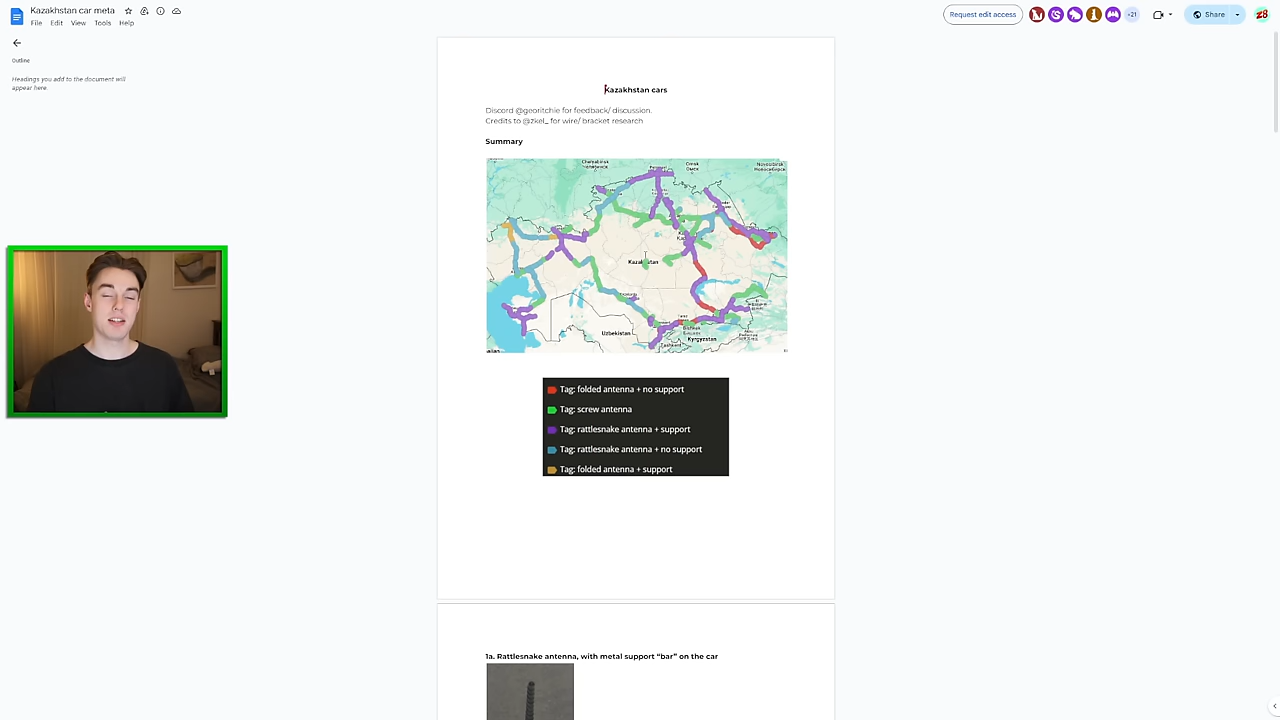 Kazakhstan car meta
File Edit View Tools Help
Request edit access
+21
Share
Outline
Headings you add to the document will
appear here.
Kazakhstan cars
Discord @georitchie for feedback/ discussion.
Credits to @zkel_ for wire/ bracket research
Summary
Omsk
Омск
Uzbekistan
Kyrgyzstan
Tag: folded antenna + no support
Tag: screw antenna
Tag: rattlesnake antenna + support
Tag: rattlesnake antenna + no support
Tag: folded antenna + support
1a. Rattlesnake antenna, with metal support “bar” on the car